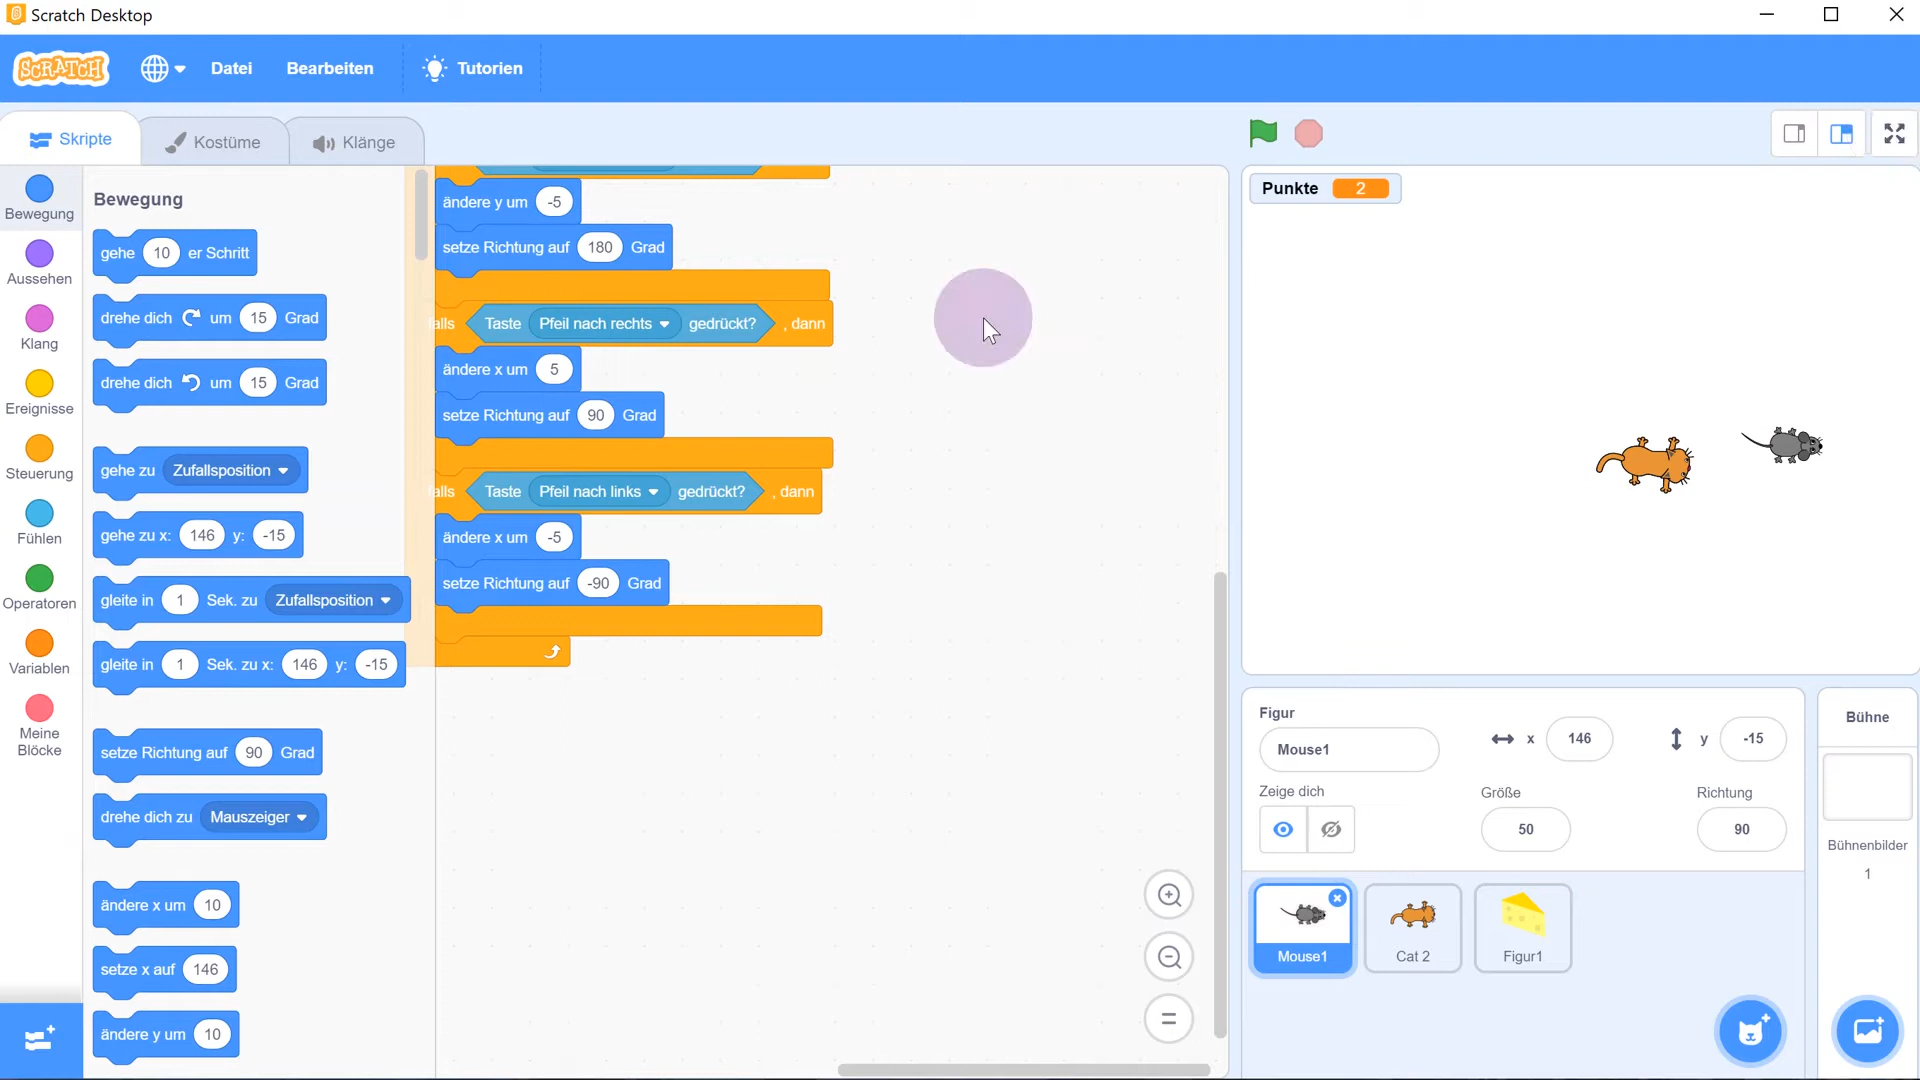 Scratch Desktop
SCRATCH
Datei
Bearbeiten
Tutorien
Skripte
Kostüme
Klänge
Bewegung
Aussehen
Klang
Ereignisse
Steuerung
Fühlen
Operatoren
Variablen
Meine
Blöcke
Bewegung
gehe 10 er Schritt
drehe dich um 15 Grad
drehe dich um 15 Grad
gehe zu Zufallsposition
gehe zu x: 146 y: -15
gleite in 1 Sek. zu Zufallsposition
gleite in 1 Sek. zu x: 146 y: -15
setze Richtung auf 90 Grad
drehe dich zu Mauszeiger
ändere x um 10
setze x auf 146
ändere y um 10
ändere y um -5
setze Richtung auf 180 Grad
alls Taste Pfeil nach rechts gedrückt? , dann
ändere x um 5
setze Richtung auf 90 Grad
alls Taste Pfeil nach links gedrückt? , dann
ändere x um -5
setze Richtung auf -90 Grad
Punkte 2
Figur
Mouse1
x 146
y -15
Zeige dich
Größe
50
Richtung
90
Mouse1
Cat 2
Figur1
Bühne
Bühnenbilder
1